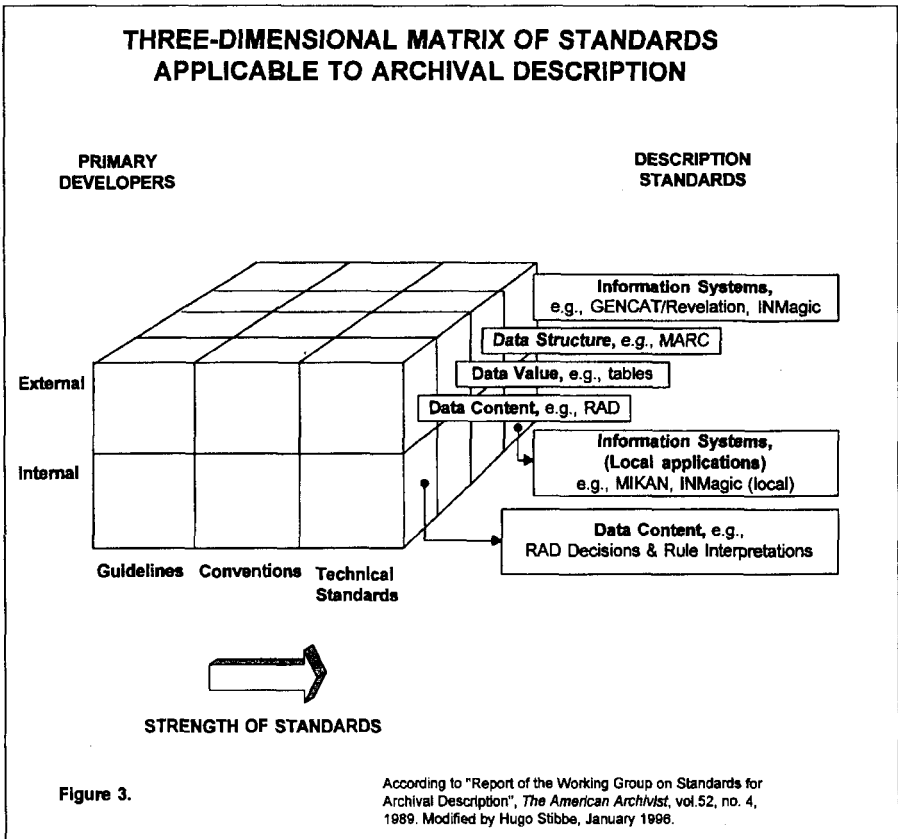 THREE-DIMENSIONAL MATRIX OF STANDARDS
APPLICABLE TO ARCHIVAL DESCRIPTION
PRIMARY
DEVELOPERS
DESCRIPTION
STANDARDS
Information Systems,
e.g., GENCAT/Revelation, INMagic
Data Structure, e.g., MARC
Data Value, e.g., tables
Data Content, e.g., RAD
External
Internal
Information Systems,
(Local applications)
e.g., MIKAN, INMagic (local)
Data Content, e.g.,
RAD Decisions & Rule Interpretations
Guidelines Conventions Technical
Standards
STRENGTH OF STANDARDS
Figure 3.
According to "Report of the Working Group on Standards for
Archival Description", The American Archivist, vol.52, no. 4,
1989. Modified by Hugo Stibbe, January 1996.